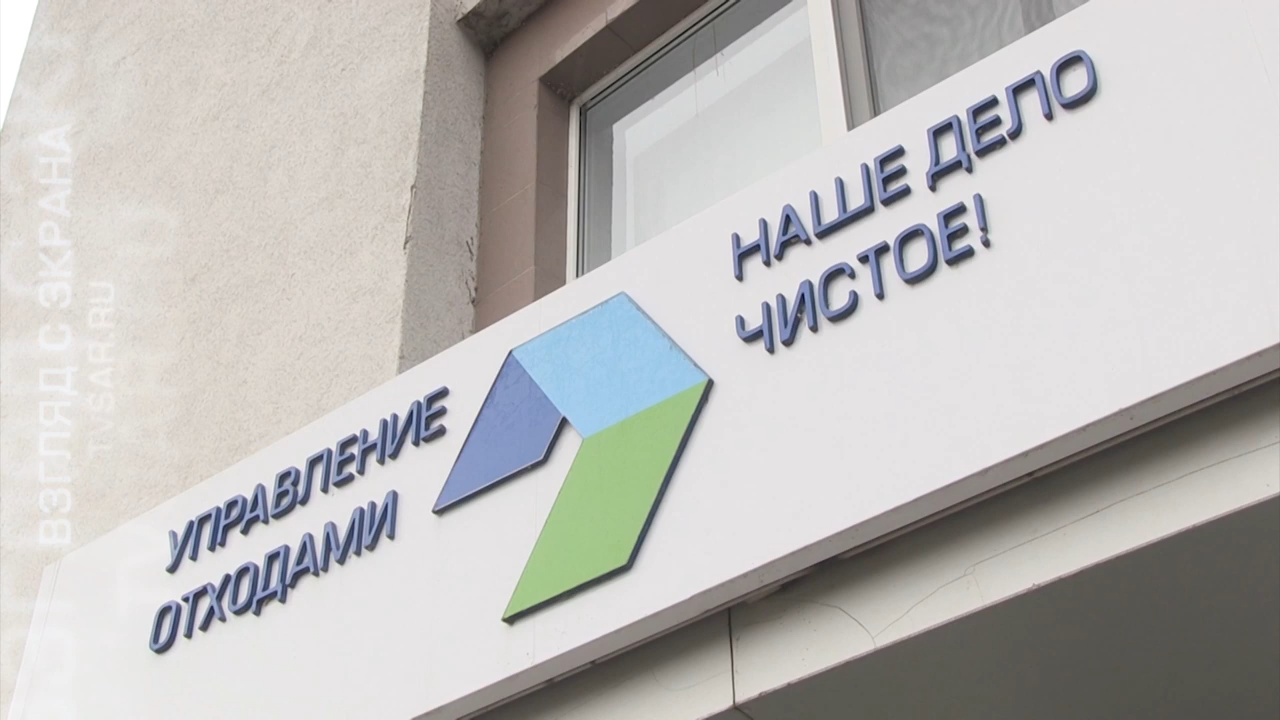 УПРАВЛЕНИЕ
ОТХОДАМИ
НАШЕ ДЕЛО
ЧИСТОЕ!
ВЗГЛЯД С ЭКРАНА
TVSAR.RU